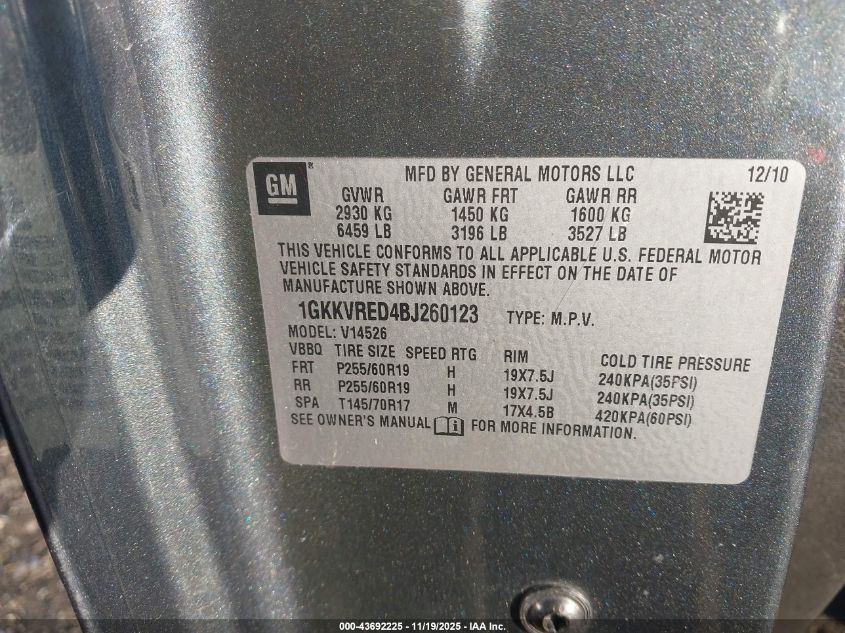 GM ® MFD BY GENERAL MOTORS LLC 12/10
GVWR GAWR FRT GAWR RR
2930 KG 1450 KG 1600 KG
6459 LB 3196 LB 3527 LB
THIS VEHICLE CONFORMS TO ALL APPLICABLE U.S. FEDERAL MOTOR
VEHICLE SAFETY STANDARDS IN EFFECT ON THE DATE OF
MANUFACTURE SHOWN ABOVE.
1GKKVRED4BJ260123 TYPE: M.P.V.
MODEL: V14526
VBBQ TIRE SIZE SPEED RTG RIM COLD TIRE PRESSURE
FRT P255/60R19 H 19X7.5J 240KPA(35PSI)
RR P255/60R19 H 19X7.5J 240KPA(35PSI)
SPA T145/70R17 M 17X4.5B 420KPA(60PSI)
SEE OWNER'S MANUAL i FOR MORE INFORMATION.
000-43692225 - 11/19/2025 - IAA Inc.